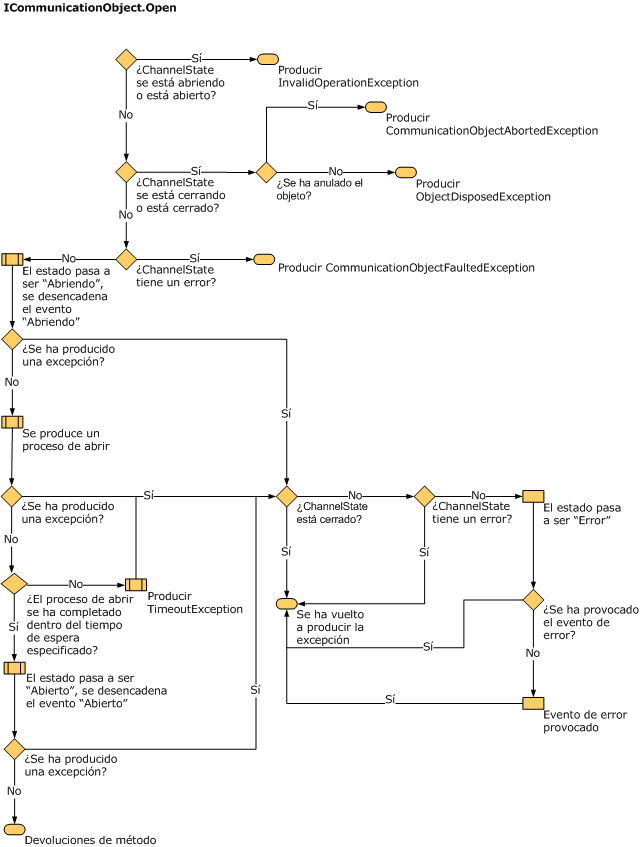 ICommunicationObject.Open
Sí
¿ChannelState
se está abriendo
o está abierto?
Producir
InvalidOperationException
No
Sí
Producir
CommunicationObjectAbortedException
Sí
No
¿ChannelState
se está cerrando
o está cerrado?
¿Se ha anulado el
objeto?
Producir
ObjectDisposedException
No
No
Sí
El estado pasa a
ser “Abriendo”,
se desencadena
el evento
“Abriendo”
¿ChannelState
tiene un error?
Producir CommunicationObjectFaultedException
¿Se ha producido
una excepción?
No
Sí
Se produce un
proceso de abrir
Sí
No
No
¿Se ha producido
una excepción?
¿ChannelState
está cerrado?
¿ChannelState
tiene un error?
El estado pasa
a ser “Error”
No
Sí
Sí
No
¿El proceso de abrir
se ha completado
dentro del tiempo
de espera
especificado?
Producir
TimeoutException
Se ha vuelto
a producir la
excepción
¿Se ha provocado
el evento de
error?
Sí
Sí
No
El estado pasa a ser
“Abierto”, se desencadena
el evento “Abierto”
Sí
Sí
Evento de error
provocado
¿Se ha producido
una excepción?
No
Devoluciones de método